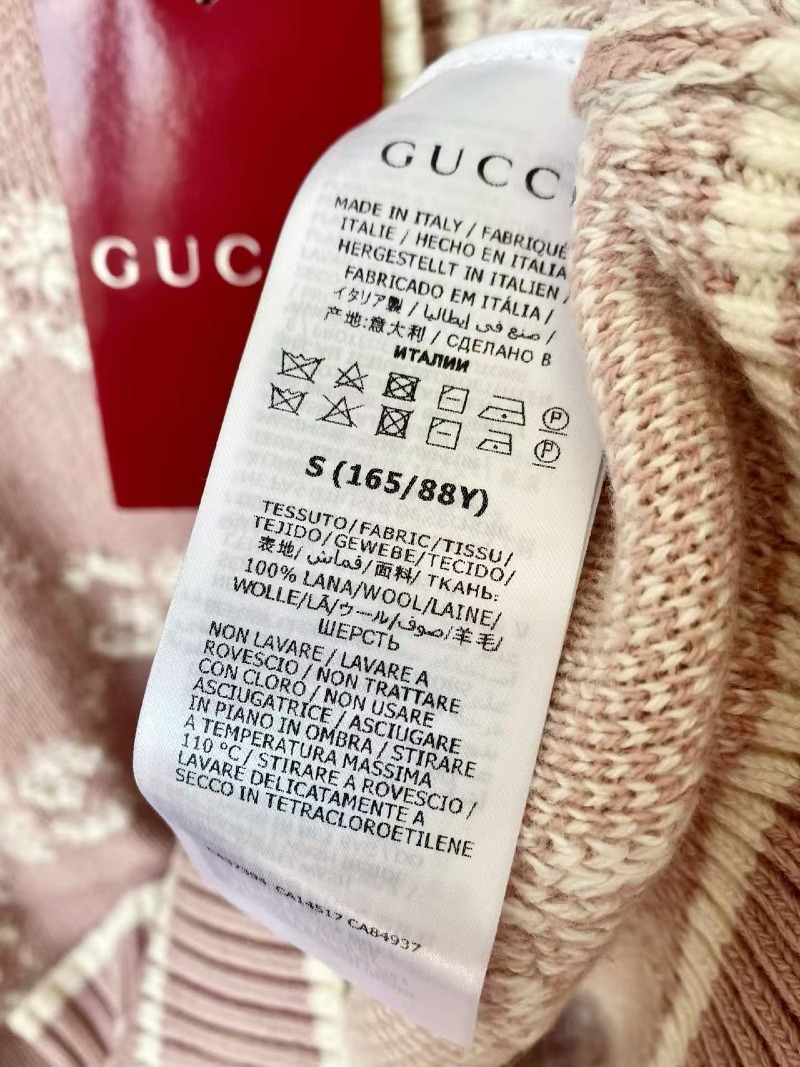 GUC
GUCCI
MADE IN ITALY / FABRIQUÉ
ITALIE / HECHO EN ITALIA
HERGESTELLT IN ITALIEN /
FABRICADO EM ITÁLIA /
イタリア製 / صنع في إيطاليا /
产地:意大利 / СДЕЛАНО В
ИТАЛИИ
P
P
S (165/88Y)
TESSUTO/FABRIC/TISSU/
TEJIDO/GEWEBE/TECIDO/
表地/قماش/面料/ ТКАНЬ:
100% LANA/WOOL/LAINE/
WOLLE/LÃ/ウール/صوف/羊毛/
ШЕРСТЬ
NON LAVARE / LAVARE A
ROVESCIO / NON TRATTARE
CON CLORO / NON USARE
ASCIUGATRICE / ASCIUGARE
IN PIANO IN OMBRA / STIRARE
A TEMPERATURA MASSIMA
110 °C / STIRARE A ROVESCIO /
LAVARE DELICATAMENTE A
SECCO IN TETRACLOROETILENE
CA14517 CA84937